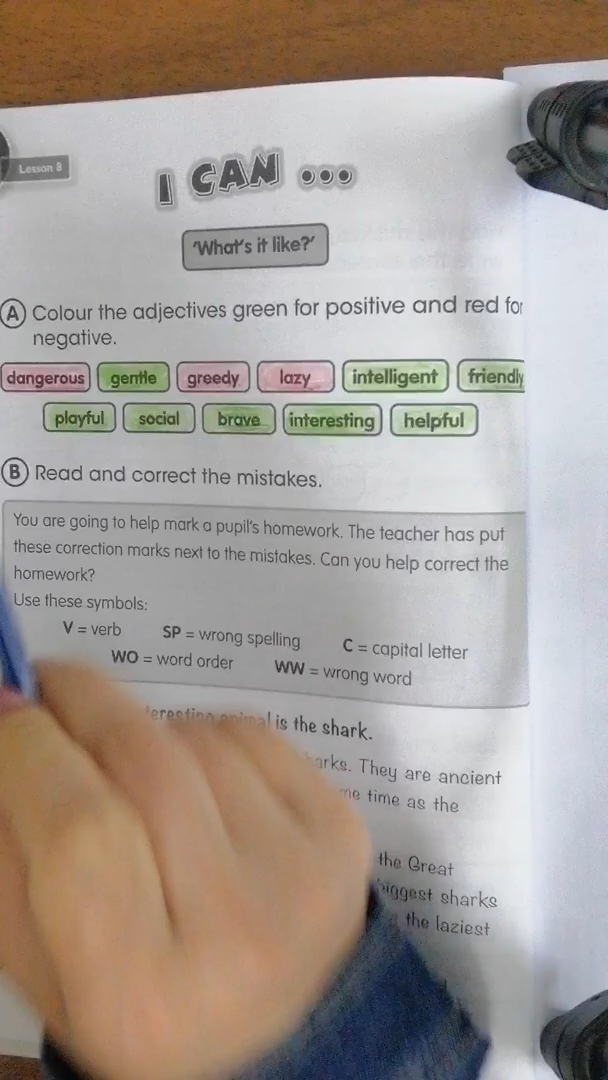 Lesson 8
I CAN ...
'What's it like?'
A Colour the adjectives green for positive and red for
negative.
dangerous gentle greedy lazy intelligent friendly
playful social brave interesting helpful
B Read and correct the mistakes.
You are going to help mark a pupil's homework. The teacher has put
these correction marks next to the mistakes. Can you help correct the
homework?
Use these symbols:
V = verb SP = wrong spelling C = capital letter
WO = word order WW = wrong word
animal is the shark.
They are ancient
time as the
the Great
biggest sharks
the laziest